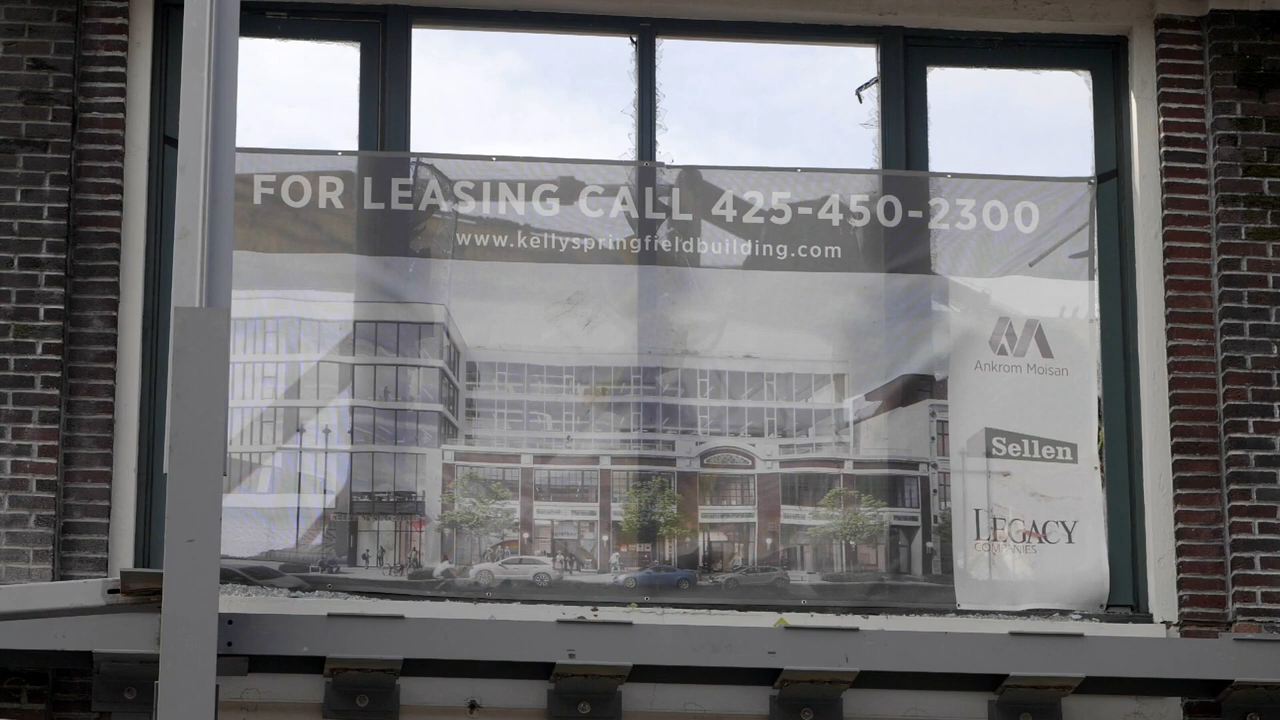 FOR LEASING CALL 425-450-2300
www.kellyspringfieldbuilding.com
Ankrom Moisan
Sellen
LEGACY
COMPANIES